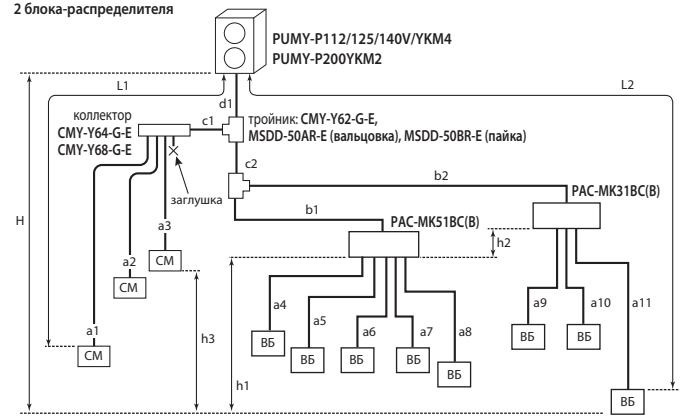 2 блока-распределителя
PUMY-P112/125/140V/YKM4
PUMY-P200YKM2
L1
L2
d1
коллектор
CMY-Y64-G-E
CMY-Y68-G-E
c1
тройник: CMY-Y62-G-E,
MSDD-50AR-E (вальцовка), MSDD-50BR-E (пайка)
c2
заглушка
b2
PAC-MK31BC(B)
H
b1
PAC-MK51BC(B)
h2
a3
a2
a1
СМ
СМ
СМ
h3
h1
a4
a5
a6
a7
a8
a9
a10
a11
ВБ
ВБ
ВБ
ВБ
ВБ
ВБ
ВБ
ВБ